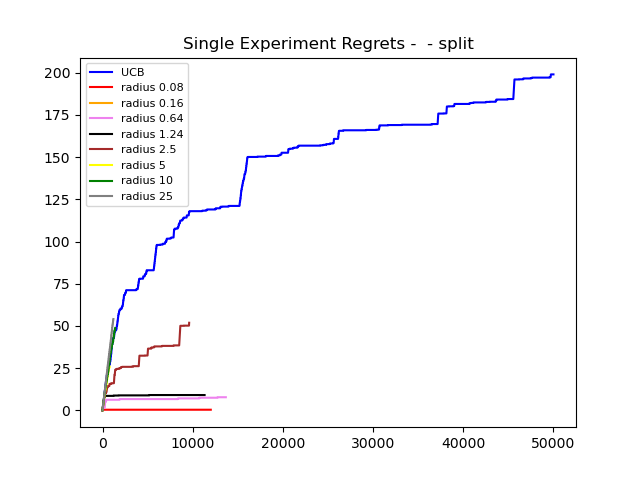 Single Experiment Regrets -  - split
200
175
150
125
100
75
50
25
0
UCB
radius 0.08
radius 0.16
radius 0.64
radius 1.24
radius 2.5
radius 5
radius 10
radius 25
0 10000 20000 30000 40000 50000